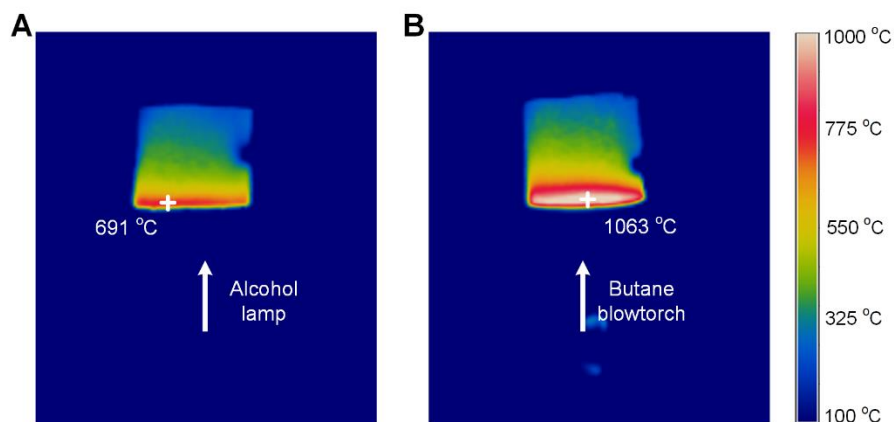 A
B
691 °C
Alcohol
lamp
1063 °C
Butane
blowtorch
1000 °C
775 °C
550 °C
325 °C
100 °C